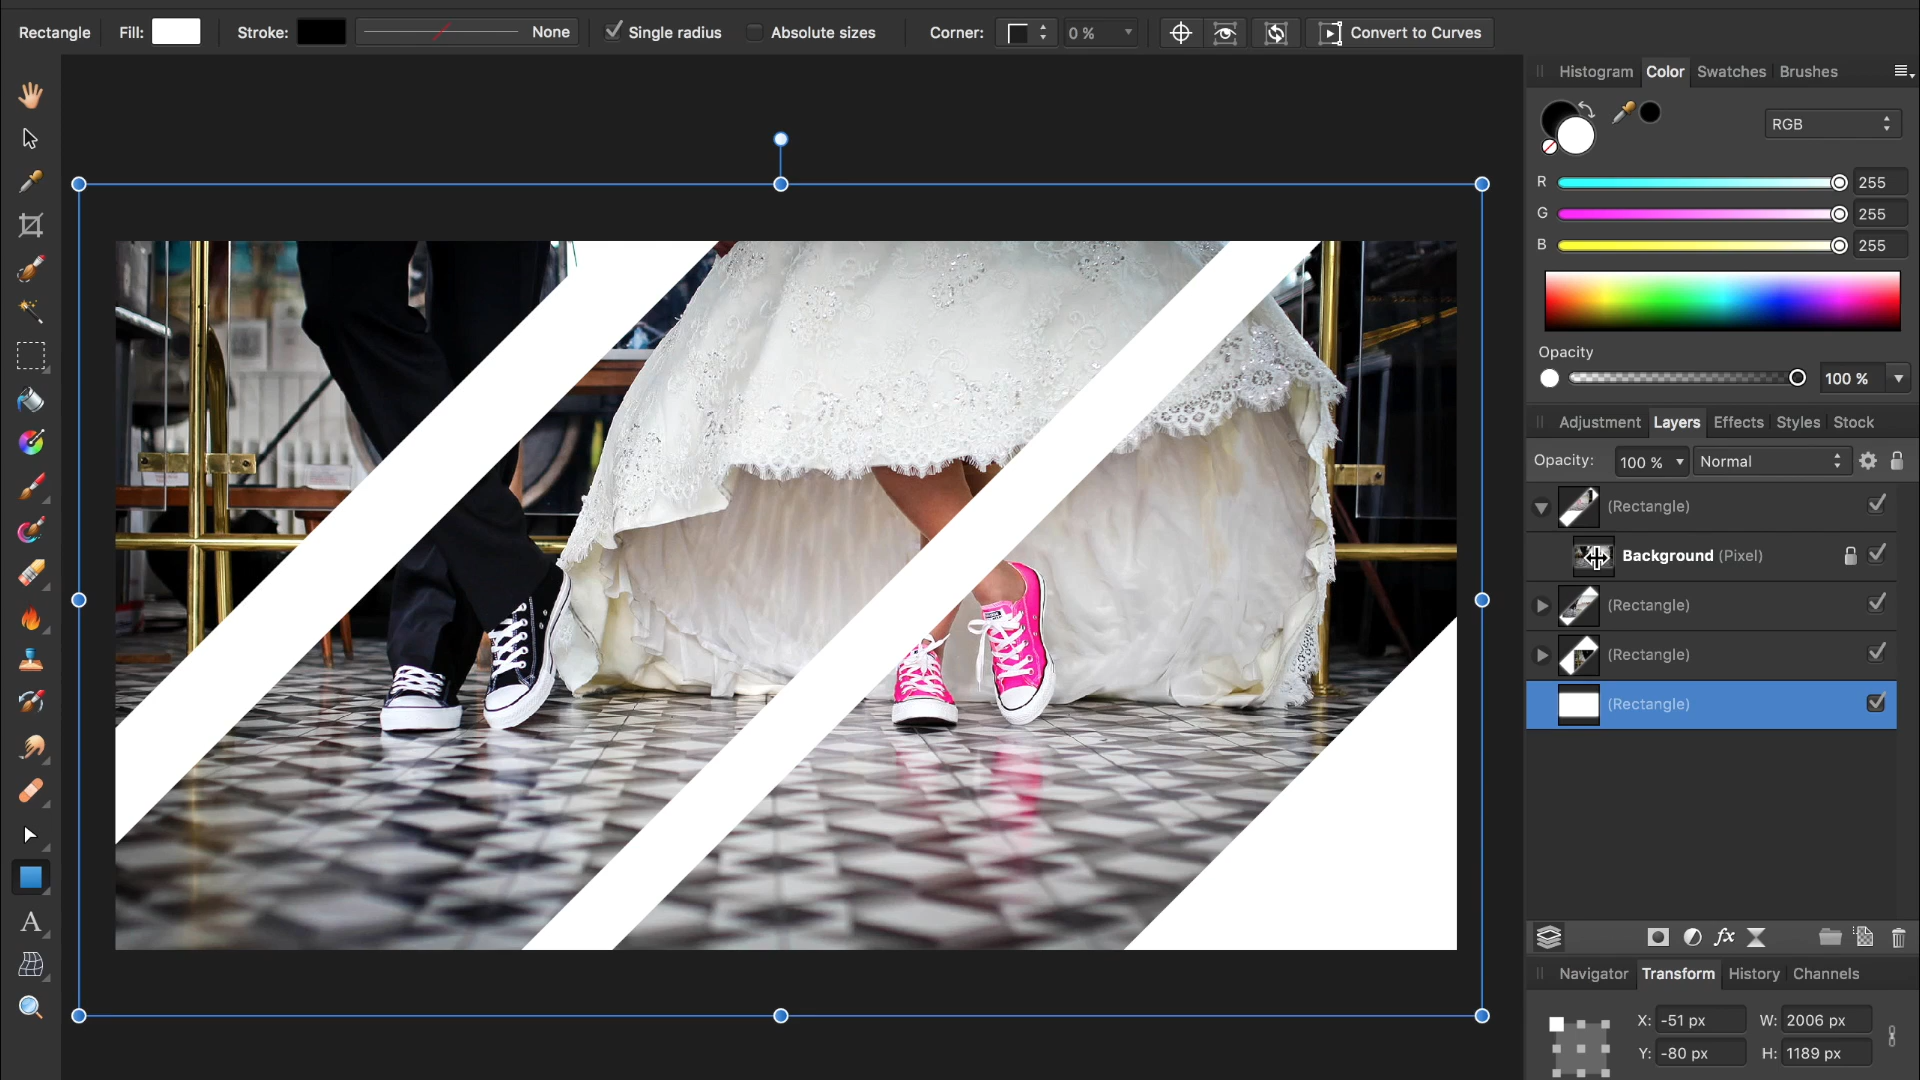 Rectangle Fill: Stroke: None Single radius Absolute sizes Corner: 0 % Convert to Curves
Histogram Color Swatches Brushes
RGB
R 255
G 255
B 255
Opacity
100 %
Adjustment Layers Effects Styles Stock
Opacity: 100 % Normal
(Rectangle)
Background (Pixel)
(Rectangle)
(Rectangle)
(Rectangle)
fx
A
Navigator Transform History Channels
X: -51 px W: 2006 px
Y: -80 px H: 1189 px